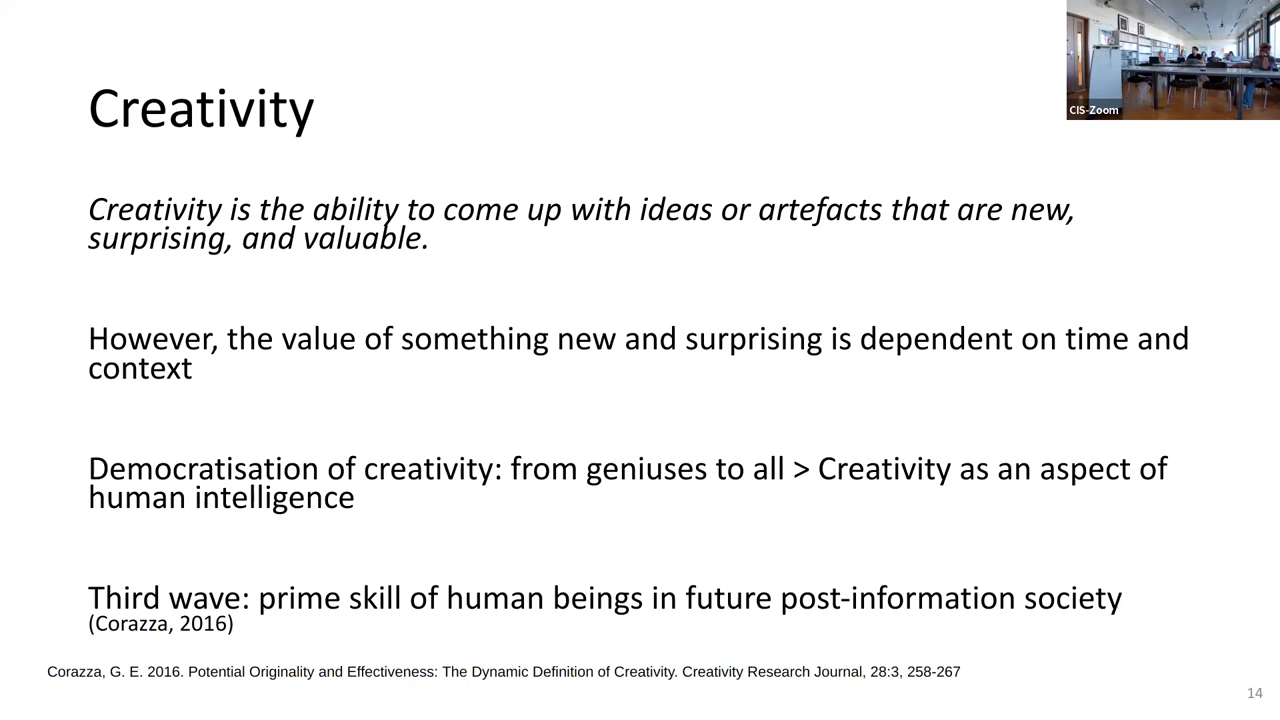 CIS-Zoom
Creativity
Creativity is the ability to come up with ideas or artefacts that are new,
surprising, and valuable.
However, the value of something new and surprising is dependent on time and
context
Democratisation of creativity: from geniuses to all > Creativity as an aspect of
human intelligence
Third wave: prime skill of human beings in future post-information society
(Corazza, 2016)
Corazza, G. E. 2016. Potential Originality and Effectiveness: The Dynamic Definition of Creativity. Creativity Research Journal, 28:3, 258-267
14